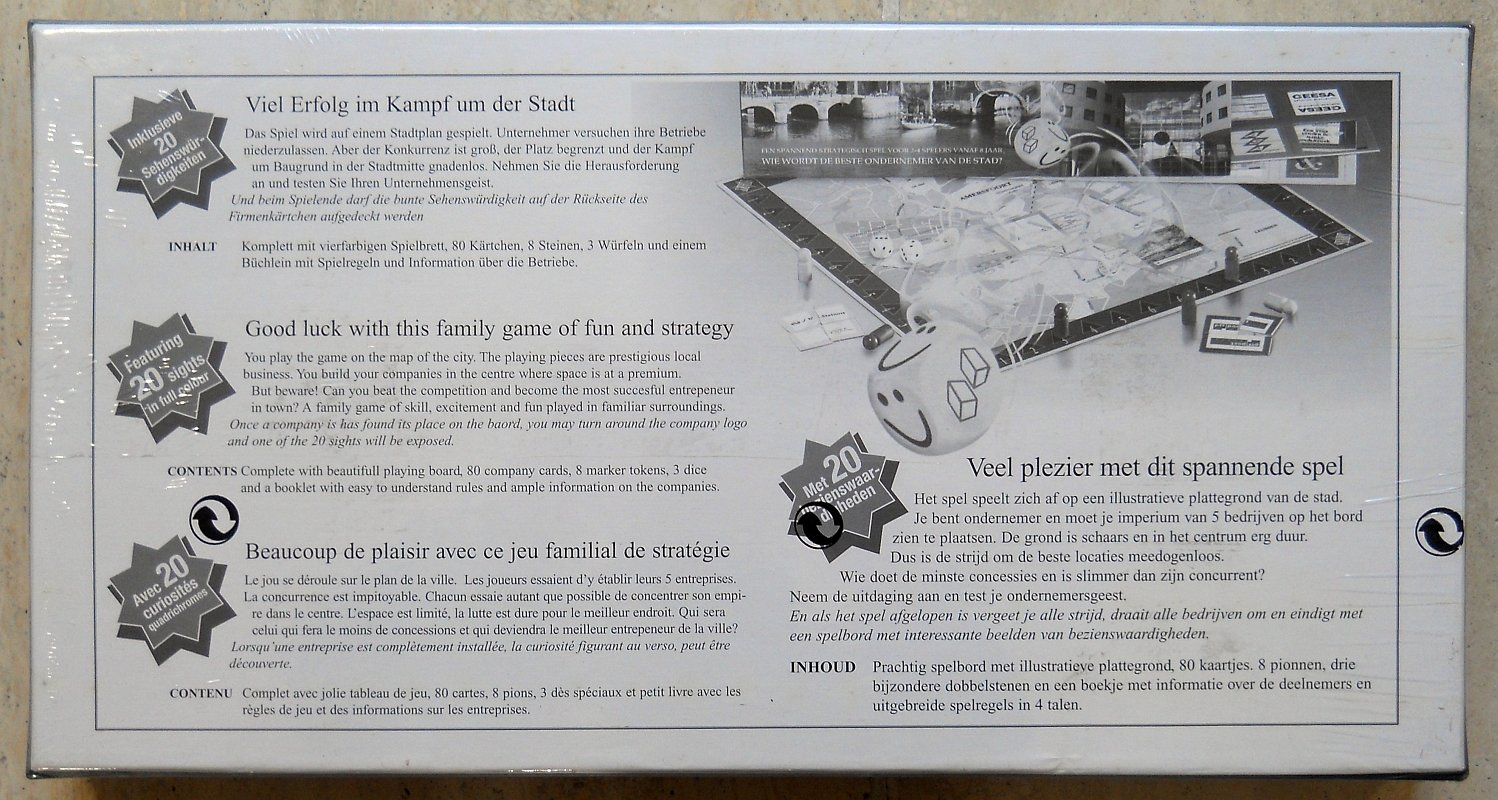 Inklusieve
20
Sehenswür-
digkeiten
Viel Erfolg im Kampf um der Stadt
Das Spiel wird auf einem Stadtplan gespielt. Unternehmer versuchen ihre Betriebe
niederzulassen. Aber der Konkurrenz ist groß, der Platz begrenzt und der Kampf
um Baugrund in der Stadtmitte gnadenlos. Nehmen Sie die Herausforderung
an und testen Sie Ihren Unternehmensgeist.
Und beim Spielende darf die bunte Sehenswürdigkeit auf der Rückseite des
Firmenkärtchen aufgedeckt werden
INHALT Komplett mit vierfarbigen Spielbrett, 80 Kärtchen, 8 Steinen, 3 Würfeln und einem
Büchlein mit Spielregeln und Information über die Betriebe.
Featuring
20 sights
in full colour
Good luck with this family game of fun and strategy
You play the game on the map of the city. The playing pieces are prestigious local
business. You build your companies in the centre where space is at a premium.
But beware! Can you beat the competition and become the most succesful entrepeneur
in town? A family game of skill, excitement and fun played in familiar surroundings.
Once a company is has found its place on the baord, you may turn around the company logo
and one of the 20 sights will be exposed.
CONTENTS Complete with beautifull playing board, 80 company cards, 8 marker tokens, 3 dice
and a booklet with easy to understand rules and ample information on the companies.
Avec 20
curiosités
quadrichromes
Beaucoup de plaisir avec ce jeu familial de stratégie
Le jou se déroule sur le plan de la ville. Les joueurs essaient d'y établir leurs 5 entreprises.
La concurrence est impitoyable. Chacun essaie autant que possible de concentrer son empi-
re dans le centre. L'espace est limité, la lutte est dure pour le meilleur endroit. Qui sera
celui qui fera le moins de concessions et qui deviendra le meilleur entrepeneur de la ville?
Lorsqu'une entreprise est complètement installée, la curiosité figurant au verso, peut être
découverte.
CONTENU Complet avec jolie tableau de jeu, 80 cartes, 8 pions, 3 dès spéciaux et petit livre avec les
règles de jeu et des informations sur les entreprises.
EEN SPANNEND STRATEGISCH SPEL VOOR 2-4 SPELERS VANAF 8 JAAR
WIE WORDT DE BESTE ONDERNEMER VAN DE STAD?
GEESA
GEESA
&
AMERSFOORT
LEUSDEN
Met 20
Veel plezier met dit spannende spel
Het spel speelt zich af op een illustratieve plattegrond van de stad.
Je bent ondernemer en moet je imperium van 5 bedrijven op het bord
zien te plaatsen. De grond is schaars en in het centrum erg duur.
Dus is de strijd om de beste locaties meedogenloos.
Wie doet de minste concessies en is slimmer dan zijn concurrent?
Neem de uitdaging aan en test je ondernemersgeest.
En als het spel afgelopen is vergeet je alle strijd, draait alle bedrijven om en eindigt met
een spelbord met interessante beelden van bezienswaardigheden.
INHOUD Prachtig spelbord met illustratieve plattegrond, 80 kaartjes. 8 pionnen, drie
bijzondere dobbelstenen en een boekje met informatie over de deelnemers en
uitgebreide spelregels in 4 talen.